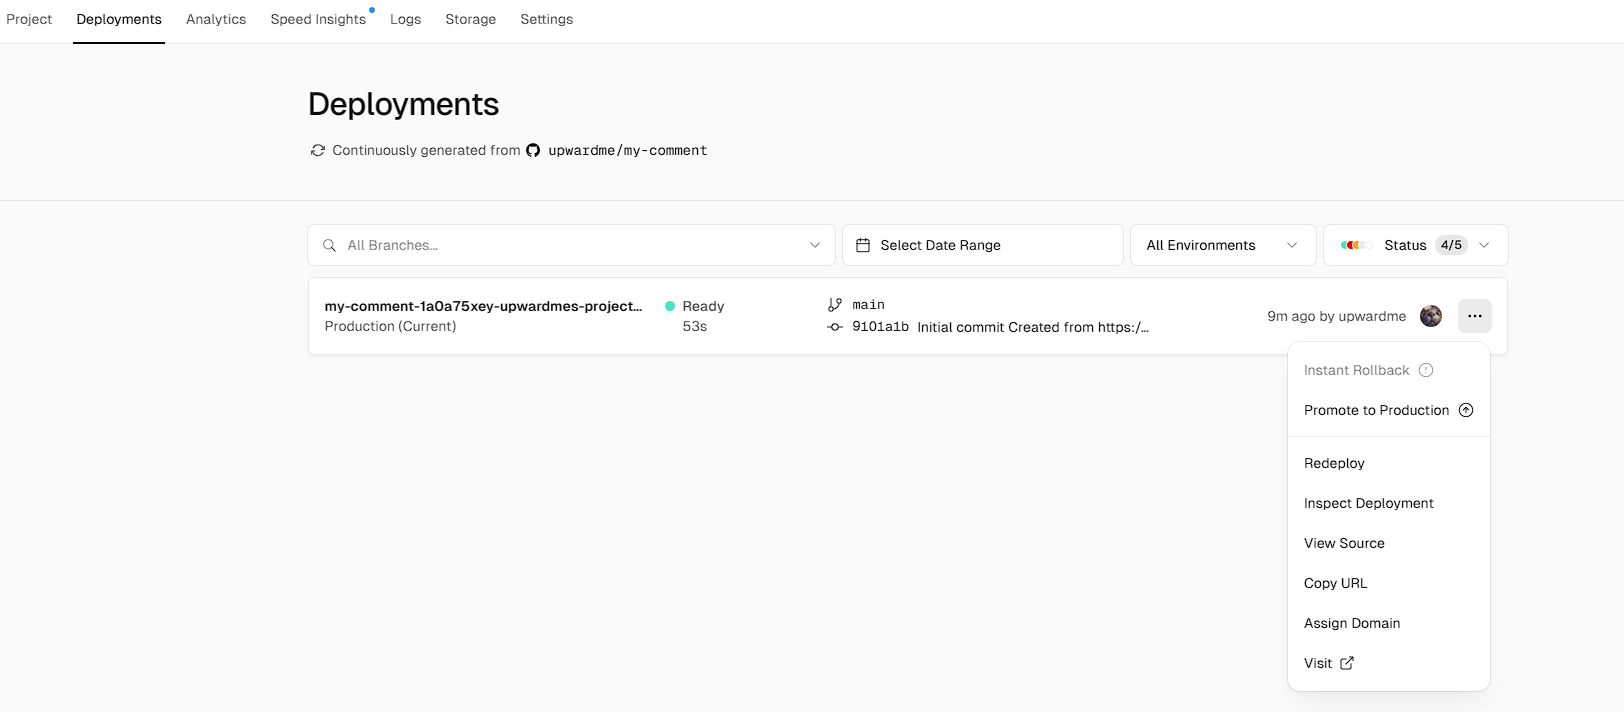 Project Deployments Analytics Speed Insights Logs Storage Settings
Deployments
Continuously generated from upwardme/my-comment
All Branches... Select Date Range All Environments Status 4/5
my-comment-1a0a75xey-upwardmes-project... Ready main
Production (Current) 53s 9101a1b Initial commit Created from https:/...
9m ago by upwardme
Instant Rollback
Promote to Production
Redeploy
Inspect Deployment
View Source
Copy URL
Assign Domain
Visit